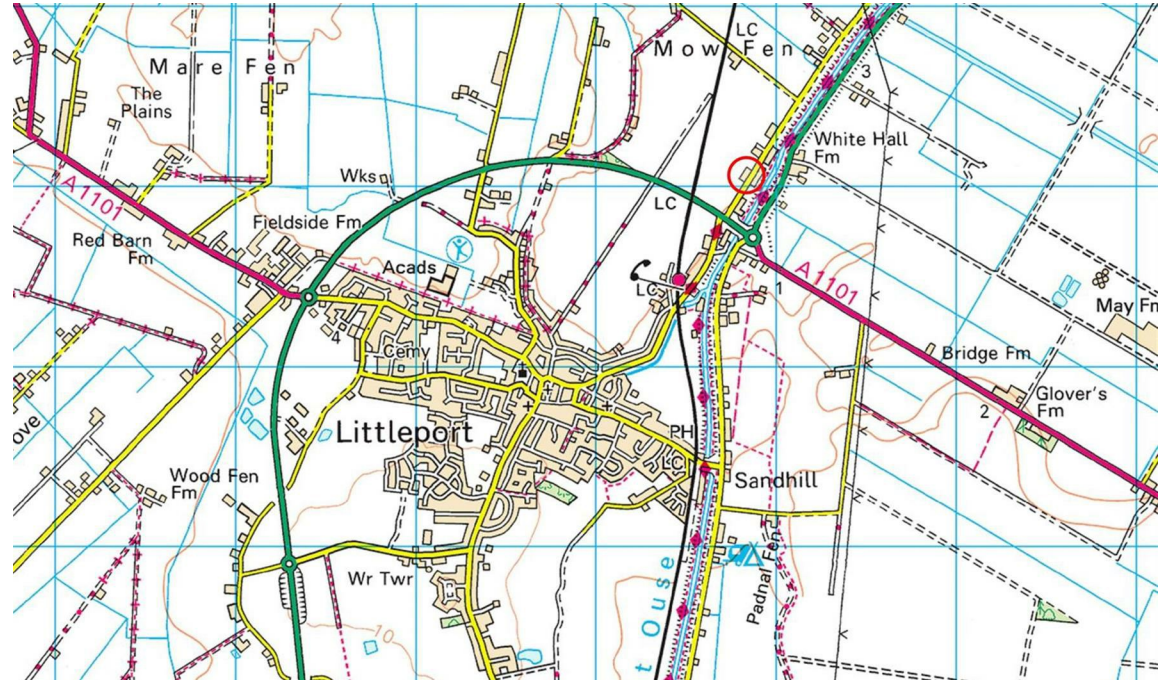 LC
Mow Fen
Mare Fen
The
Plains
3
White Hall
Fm
Wks
A1101
LC
Fieldside Fm
Red Barn
Fm
Acads
LC
1
A1101
May Fm
4
Cemy
Bridge Fm
Glover's
Fm
2
ove
Littleport
PH
LC
Sandhill
Wood Fen
Fm
Wr Twr
Padnal Fen
10
t Ouse